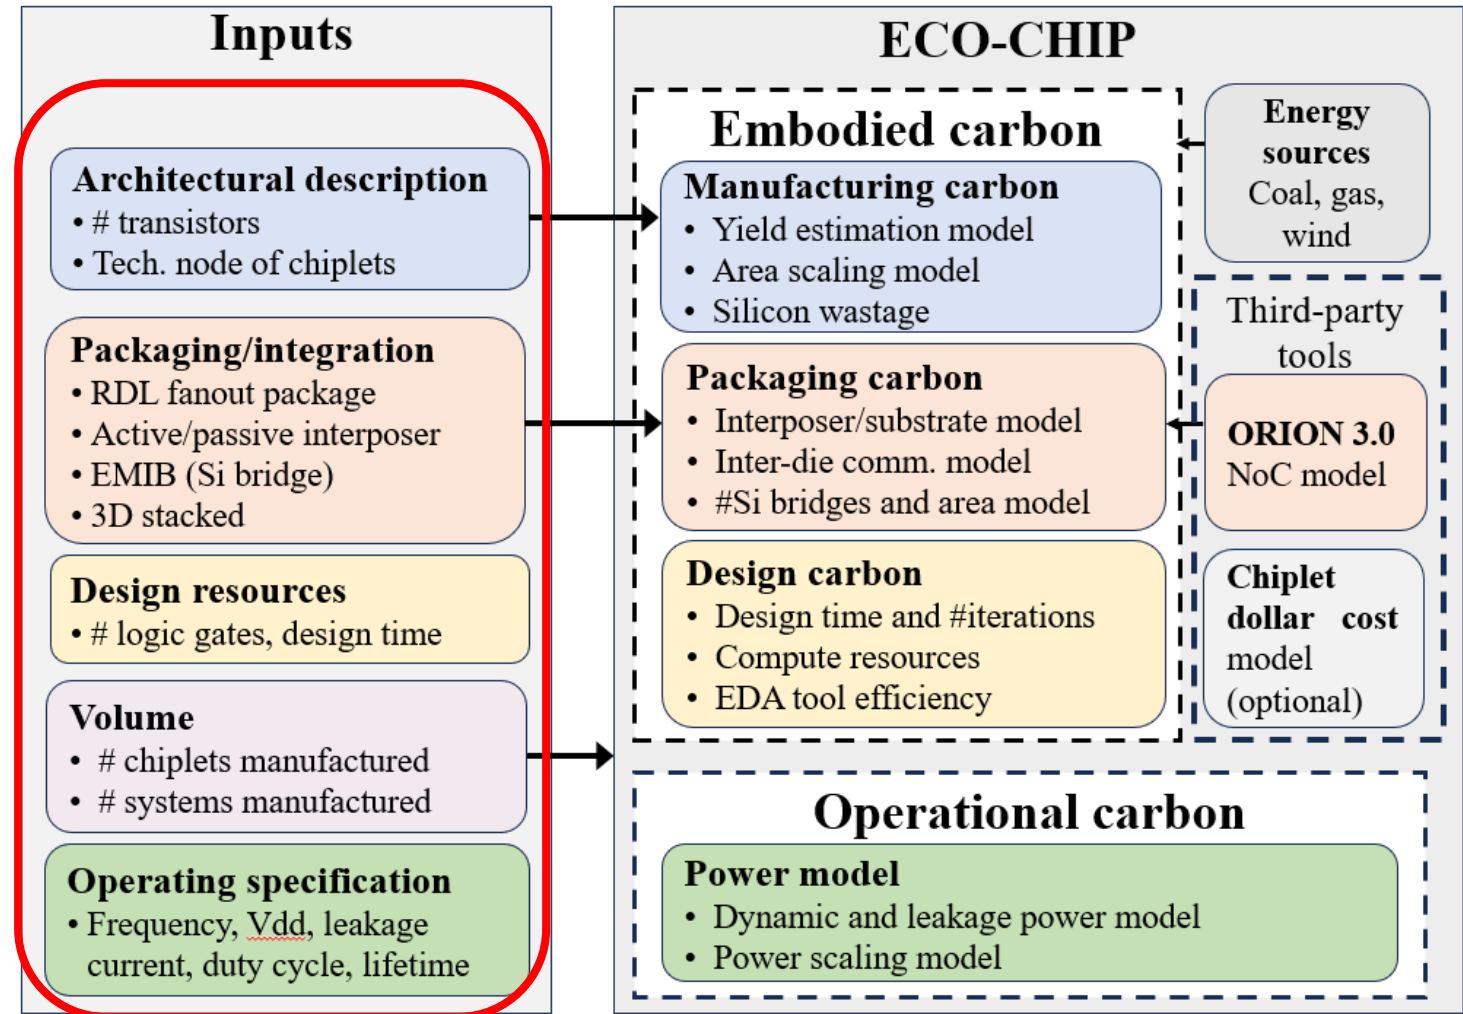 Inputs
Architectural description
• # transistors
• Tech. node of chiplets
Packaging/integration
• RDL fanout package
• Active/passive interposer
• EMIB (Si bridge)
• 3D stacked
Design resources
• # logic gates, design time
Volume
• # chiplets manufactured
• # systems manufactured
Operating specification
• Frequency, Vdd, leakage
current, duty cycle, lifetime
ECO-CHIP
Embodied carbon
Manufacturing carbon
• Yield estimation model
• Area scaling model
• Silicon wastage
Packaging carbon
• Interposer/substrate model
• Inter-die comm. model
• #Si bridges and area model
Design carbon
• Design time and #iterations
• Compute resources
• EDA tool efficiency
Energy
sources
Coal, gas,
wind
Third-party
tools
ORION 3.0
NoC model
Chiplet
dollar cost
model
(optional)
Operational carbon
Power model
• Dynamic and leakage power model
• Power scaling model